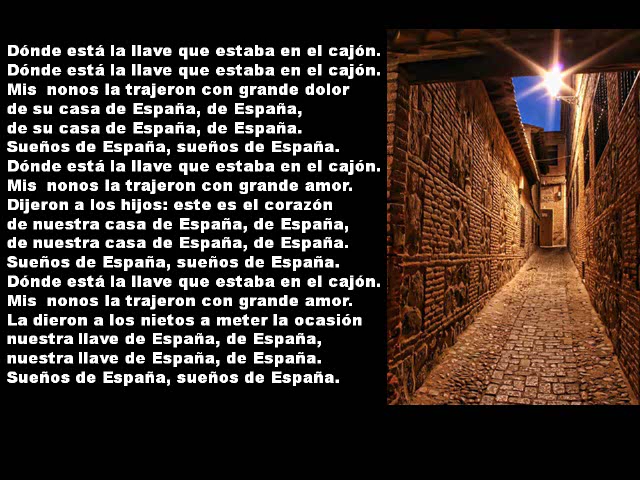 Dónde está la llave que estaba en el cajón.
Dónde está la llave que estaba en el cajón.
Mis  nonos la trajeron con grande dolor
de su casa de España, de España,
de su casa de España, de España.
Sueños de España, sueños de España.
Dónde está la llave que estaba en el cajón.
Mis  nonos la trajeron con grande amor.
Dijeron a los hijos: este es el corazón
de nuestra casa de España, de España,
de nuestra casa de España, de España.
Sueños de España, sueños de España.
Dónde está la llave que estaba en el cajón.
Mis  nonos la trajeron con grande amor.
La dieron a los nietos a meter la ocasión
nuestra llave de España, de España,
nuestra llave de España, de España.
Sueños de España, sueños de España.